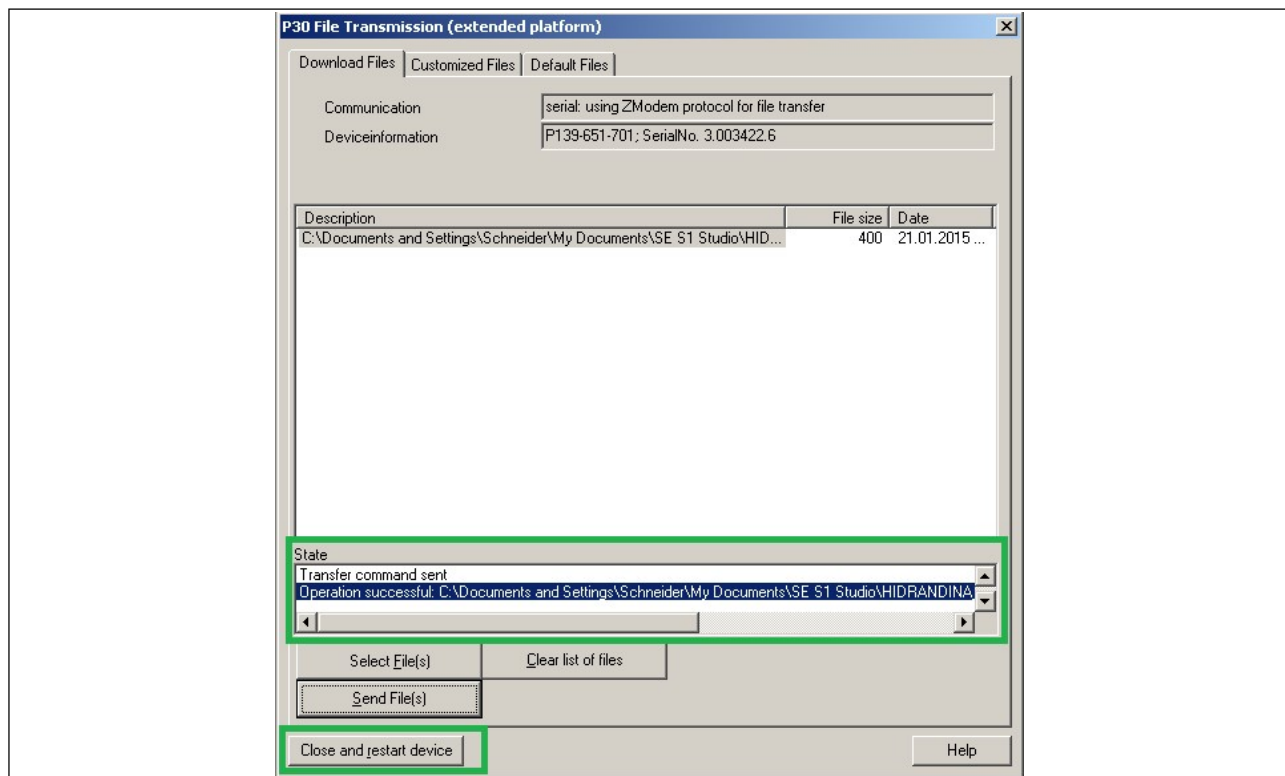 P30 File Transmission (extended platform)
Download Files Customized Files Default Files
Communication serial: using ZModem protocol for file transfer
Deviceinformation P139-651-701; SerialNo. 3.003422.6
Description File size Date
C:\Documents and Settings\Schneider\My Documents\SE S1 Studio\HID... 400 21.01.2015 ...
State
Transfer command sent
Operation successful: C:\Documents and Settings\Schneider\My Documents\SE S1 Studio\HIDRANDINA
Select File(s) Clear list of files
Send File(s)
Close and restart device Help